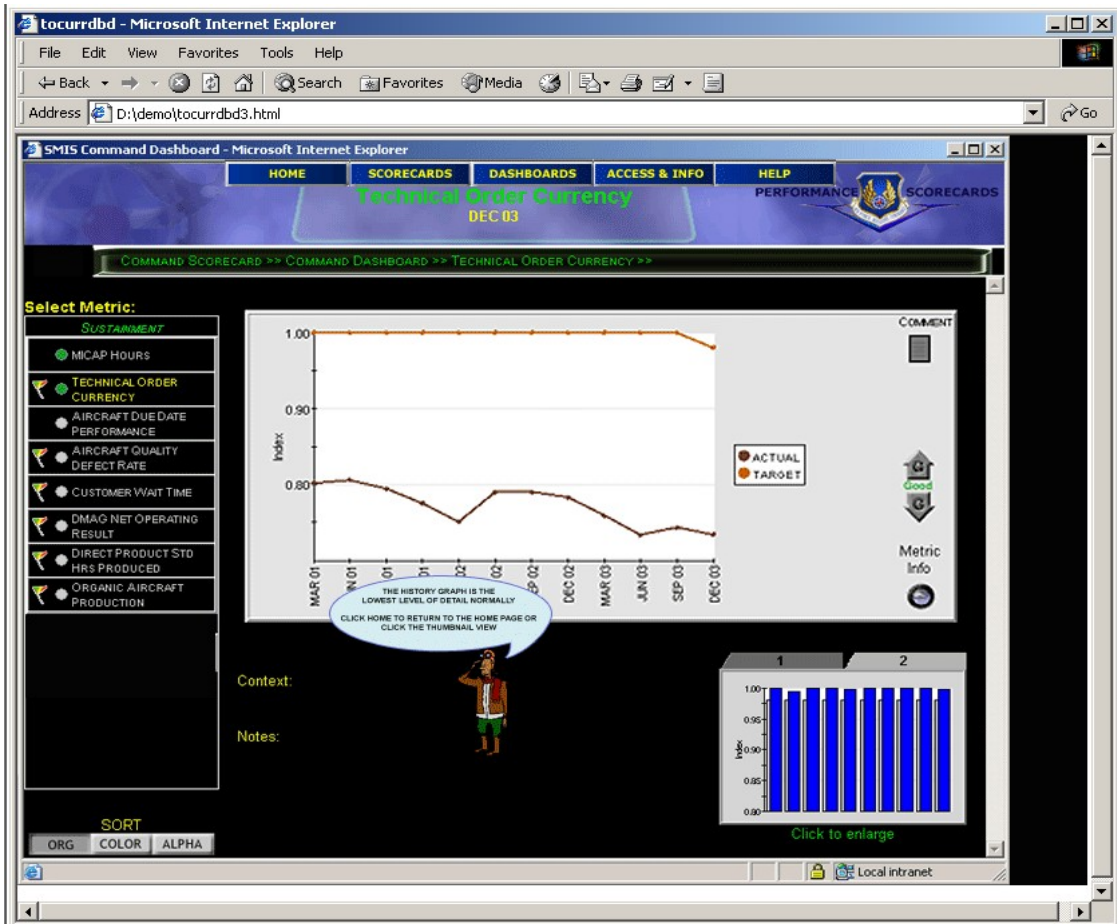 tocurrdbd - Microsoft Internet Explorer
File Edit View Favorites Tools Help
Back Search Favorites Media
Address D:\demo\tocurrdbd3.html Go
SMIS Command Dashboard - Microsoft Internet Explorer
HOME SCORECARDS DASHBOARDS ACCESS & INFO HELP
Technical Order Currency
DEC 03
PERFORMANCE SCORECARDS
COMMAND SCORECARD >> COMMAND DASHBOARD >> TECHNICAL ORDER CURRENCY >>
Select Metric:
SUSTAINMENT
MICAP HOURS
TECHNICAL ORDER
CURRENCY
AIRCRAFT DUE DATE
PERFORMANCE
AIRCRAFT QUALITY
DEFECT RATE
CUSTOMER WAIT TIME
DMAG NET OPERATING
RESULT
DIRECT PRODUCT STD
HRS PRODUCED
ORGANIC AIRCRAFT
PRODUCTION
SORT
ORG COLOR ALPHA
1.00
0.90
0.80
Index
MAR 01
01
01
02
02
DEC 02
MAR 03
JUN 03
SEP 03
DEC 03
ACTUAL
TARGET
COMMENT
G
Good
G
Metric
Info
THE HISTORY GRAPH IS THE
LOWEST LEVEL OF DETAIL NORMALLY
CLICK HOME TO RETURN TO THE HOME PAGE OR
CLICK THE THUMBNAIL VIEW
Context:
Notes:
1 2
1.00
0.95
0.90
0.85
0.80
Index
Click to enlarge
Local intranet